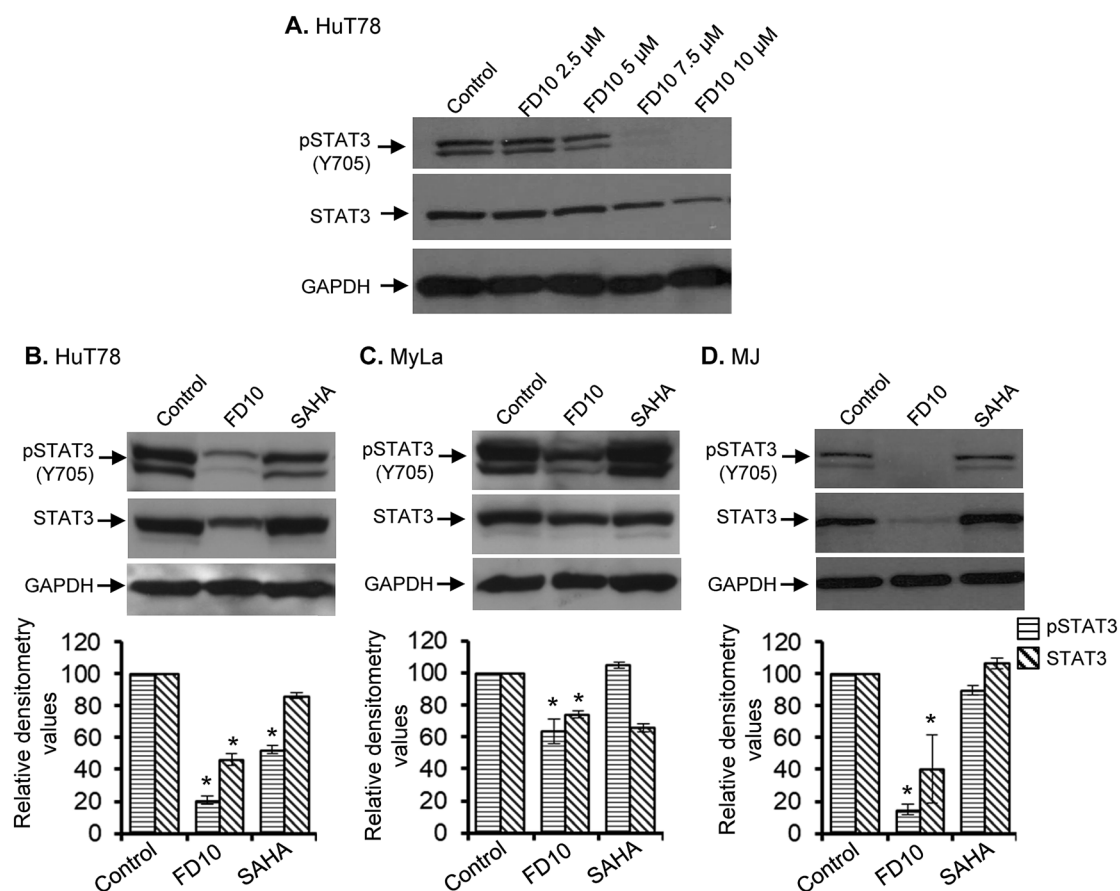 A. HuT78
Control
FD10 2.5 µM
FD10 5 µM
FD10 7.5 µM
FD10 10 µM
pSTAT3
(Y705)
STAT3
GAPDH
B. HuT78
Control
FD10
SAHA
pSTAT3
(Y705)
STAT3
GAPDH
Relative densitometry
values
120
100
80
60
40
20
0
* * *
Control
FD10
SAHA
C. MyLa
Control
FD10
SAHA
pSTAT3
(Y705)
STAT3
GAPDH
Relative densitometry
values
120
100
80
60
40
20
0
* *
Control
FD10
SAHA
D. MJ
Control
FD10
SAHA
pSTAT3
(Y705)
STAT3
GAPDH
Relative densitometry
values
120
100
80
60
40
20
0
* *
Control
FD10
SAHA
pSTAT3
STAT3